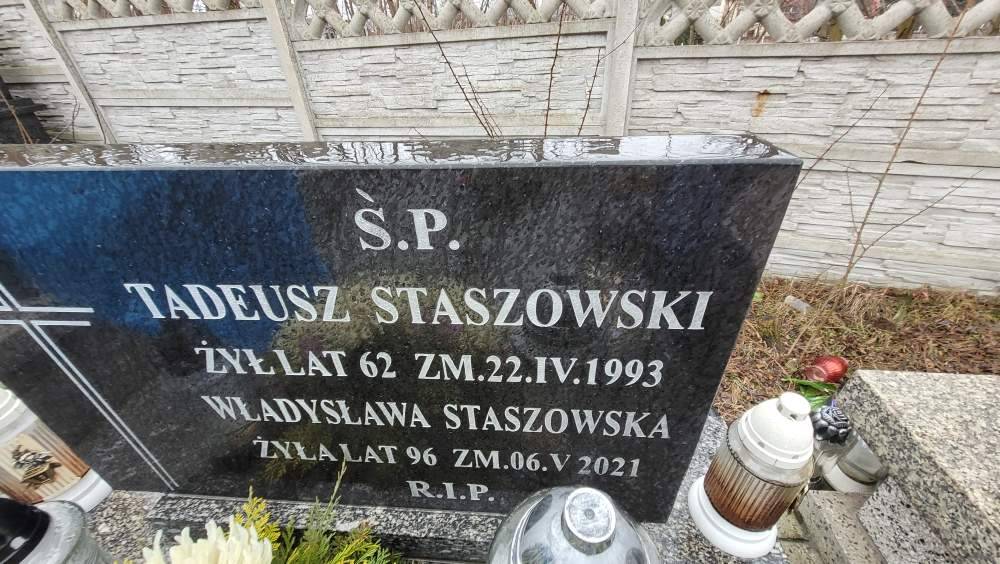 Ś.P.
TADEUSZ STASZOWSKI
ŻYŁ LAT 62 ZM.22.IV.1993
WŁADYSŁAWA STASZOWSKA
ŻYŁA LAT 96 ZM.06.V 2021
R.I.P.